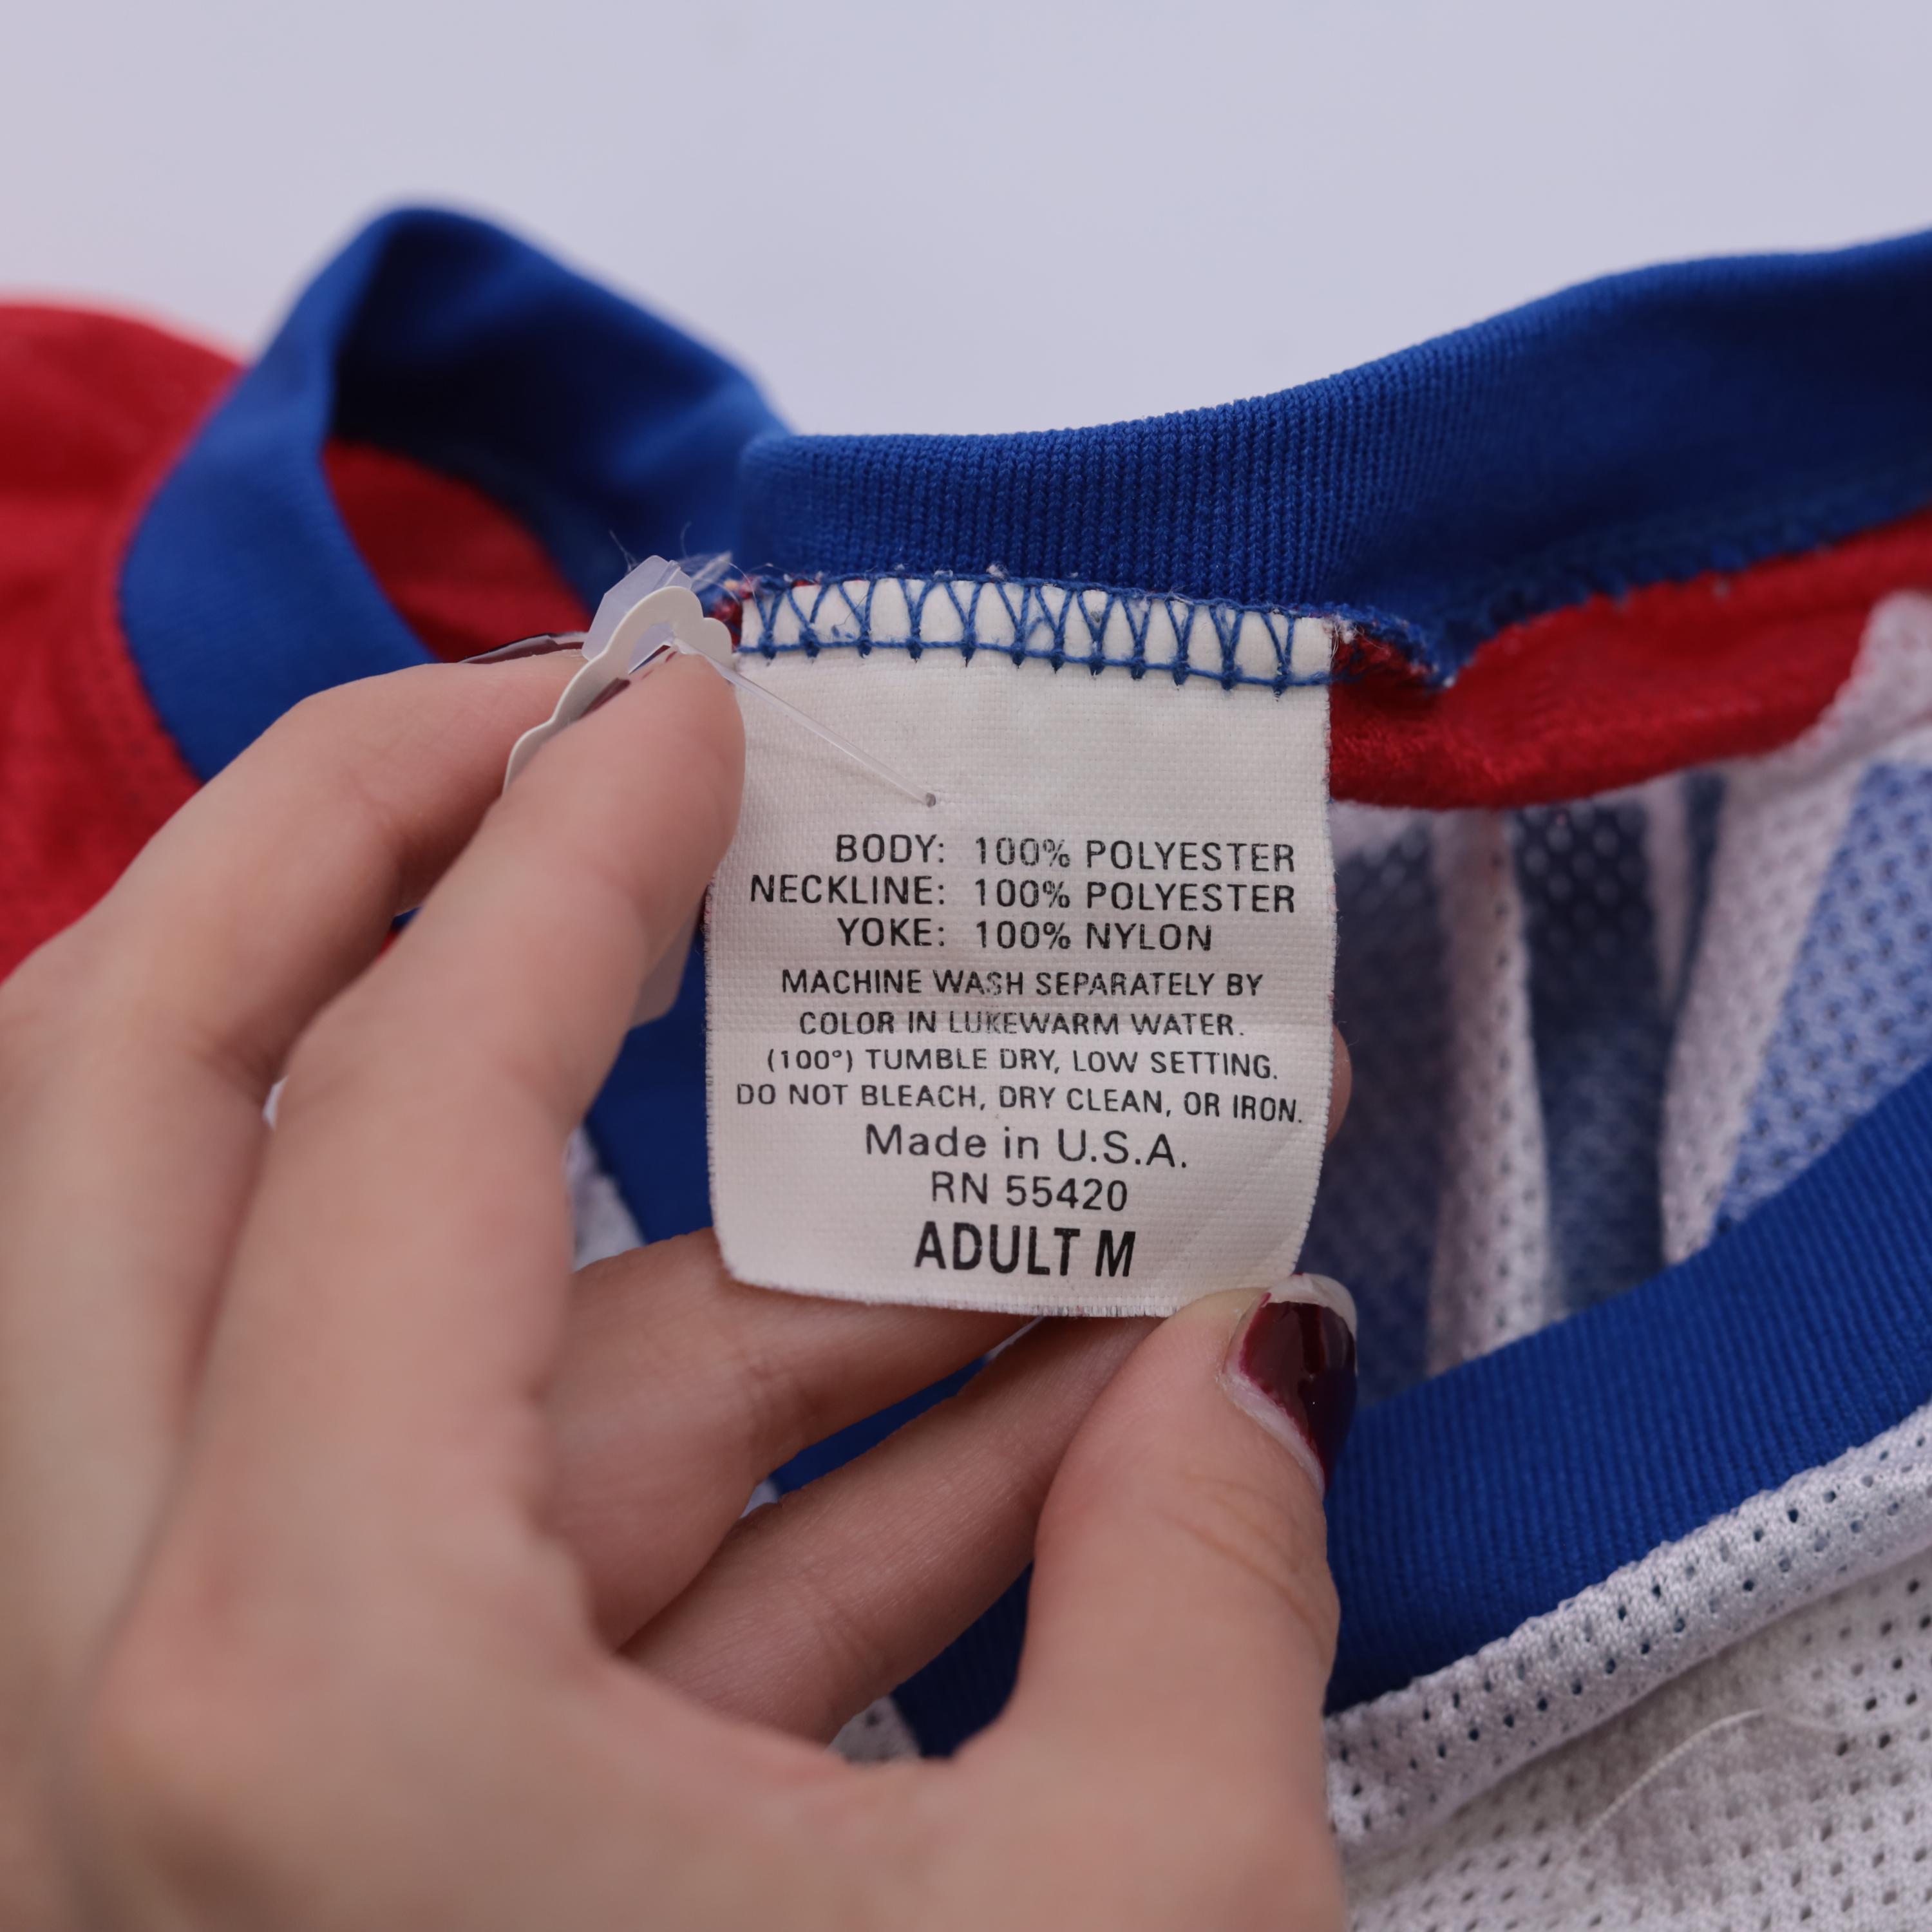 BODY: 100% POLYESTER
NECKLINE: 100% POLYESTER
YOKE: 100% NYLON
MACHINE WASH SEPARATELY BY
COLOR IN LUKEWARM WATER.
(100°) TUMBLE DRY, LOW SETTING.
DO NOT BLEACH, DRY CLEAN, OR IRON.
Made in U.S.A.
RN 55420
ADULT M